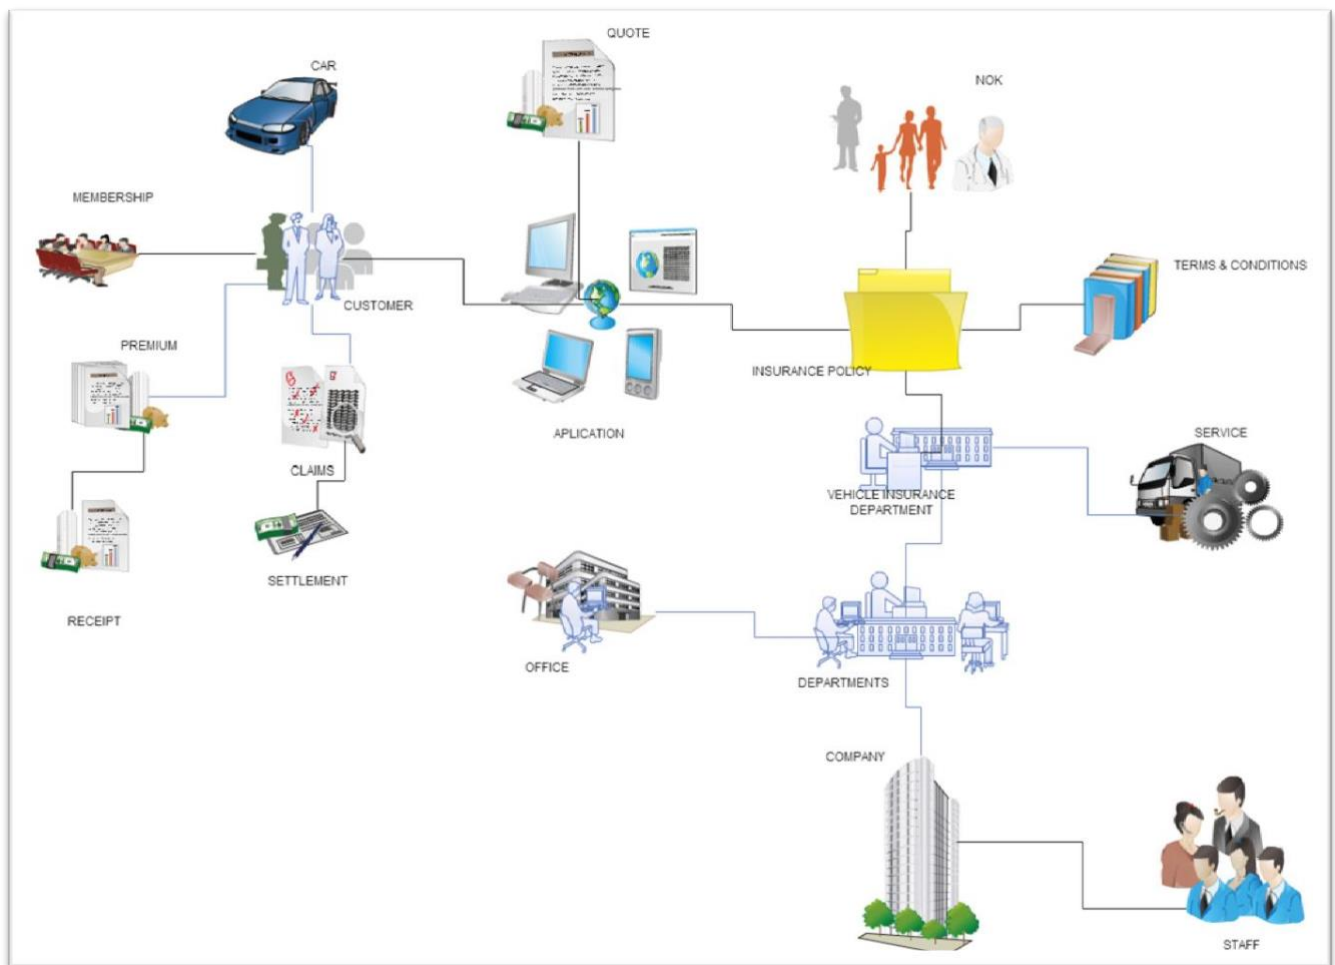 QUOTE
CAR
NOK
MEMBERSHIP
TERMS & CONDITIONS
CUSTOMER
PREMIUM
INSURANCE POLICY
APLICATION
SERVICE
CLAIMS
VEHICLE INSURANCE
DEPARTMENT
SETTLEMENT
RECEIPT
OFFICE
DEPARTMENTS
COMPANY
STAFF